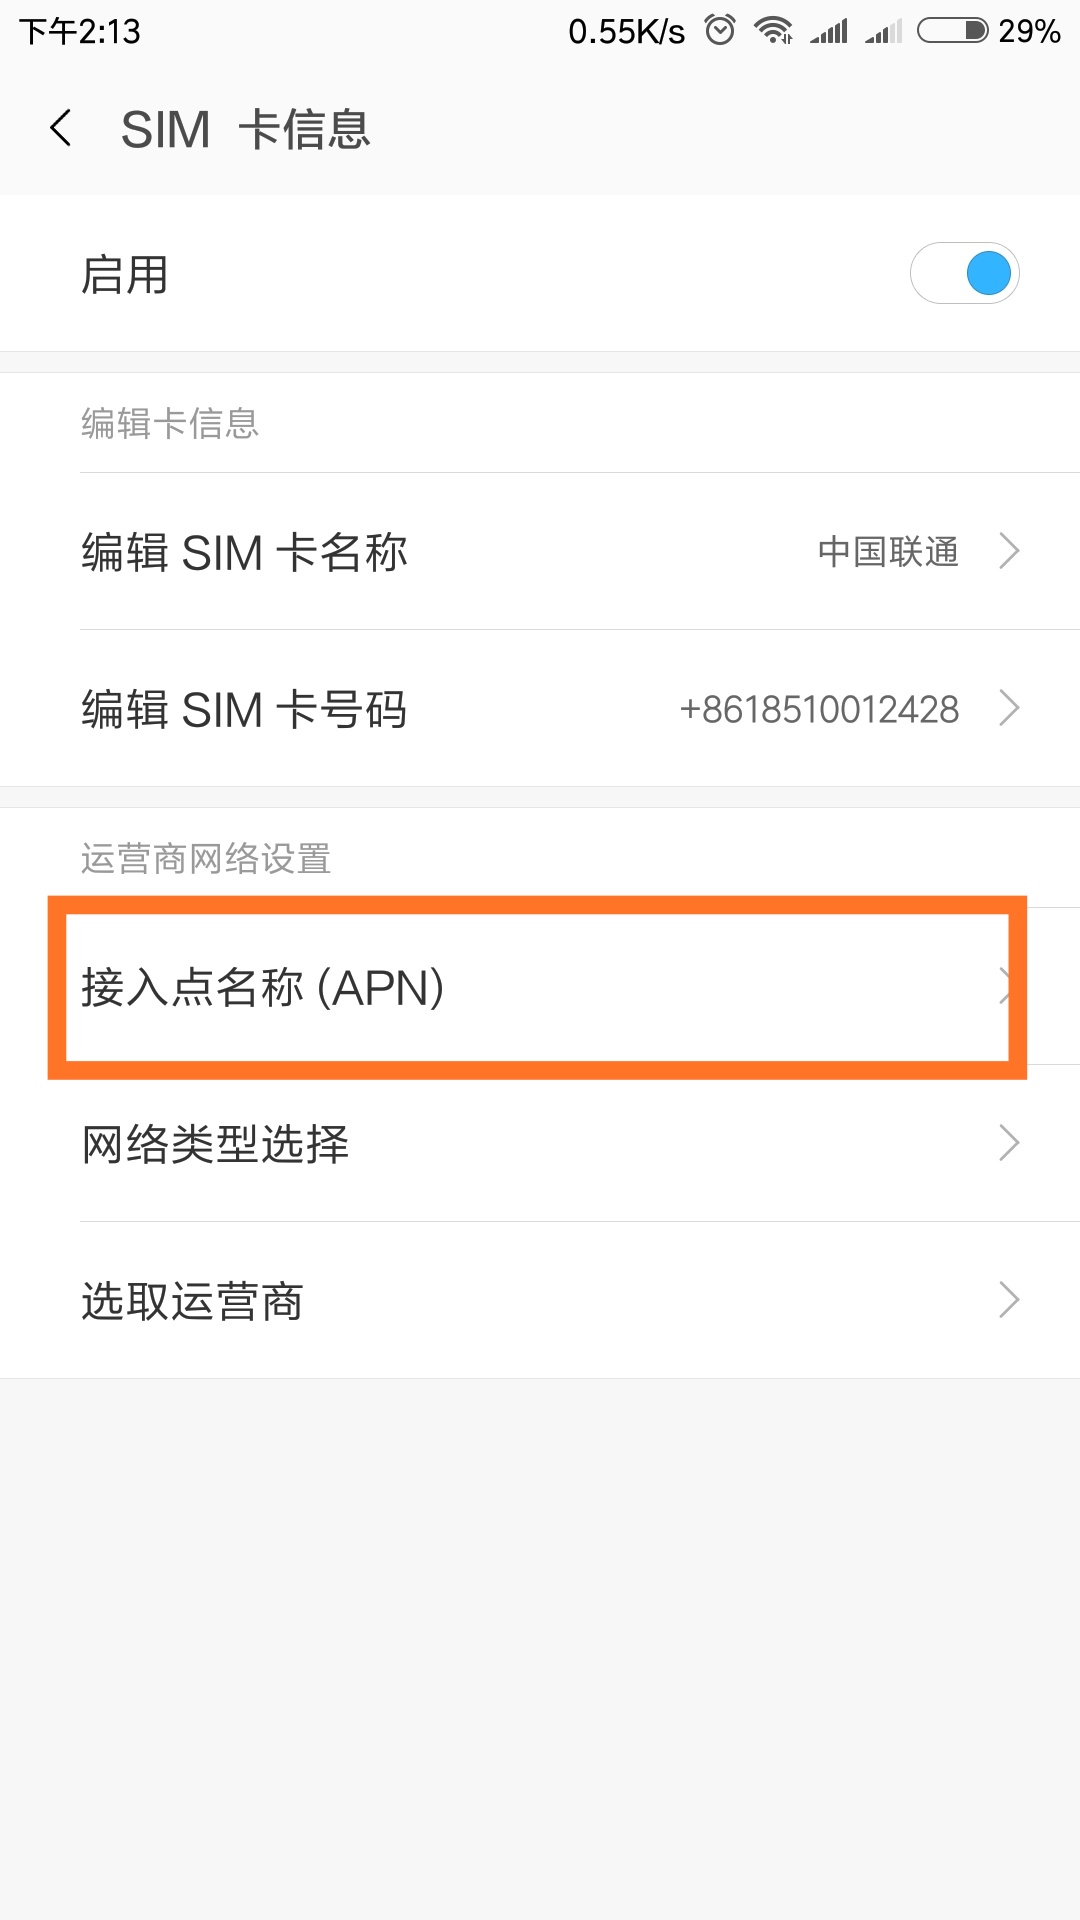 下午2:13 0.55K/s 29%
SIM 卡信息
启用
编辑卡信息
编辑 SIM 卡名称 中国联通
编辑 SIM 卡号码 +8618510012428
运营商网络设置
接入点名称 (APN)
网络类型选择
选取运营商